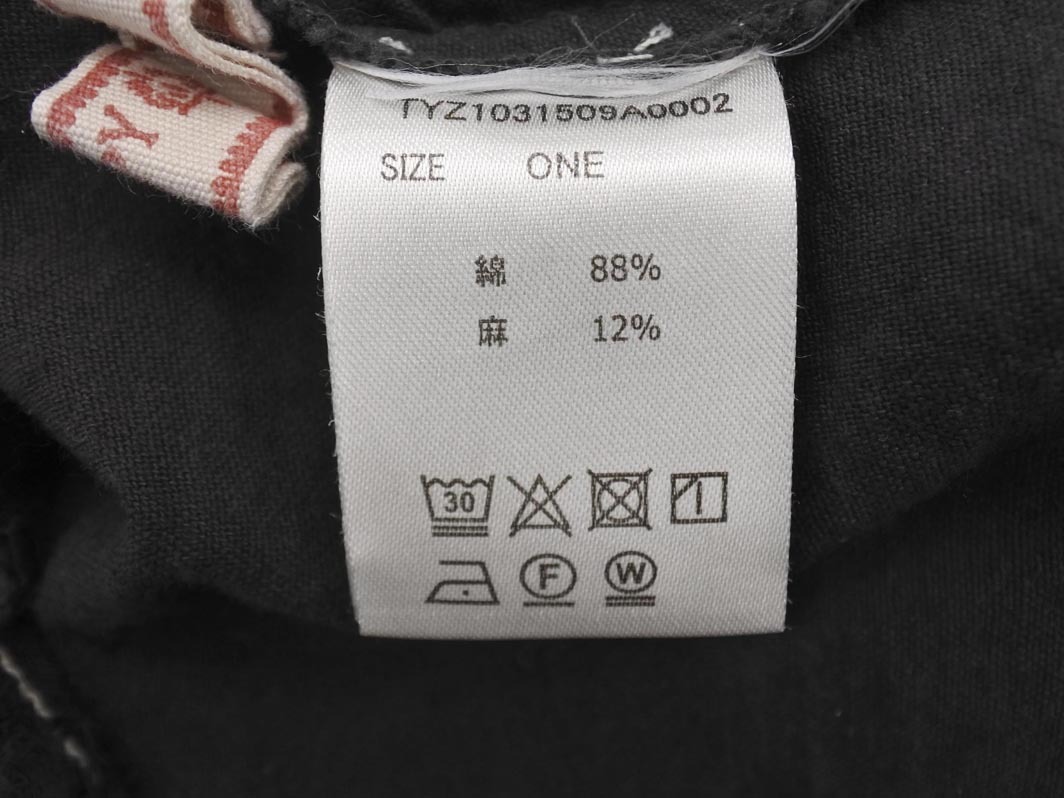 TYZ1031509A0002
SIZE ONE
綿 88%
麻 12%
30
F W